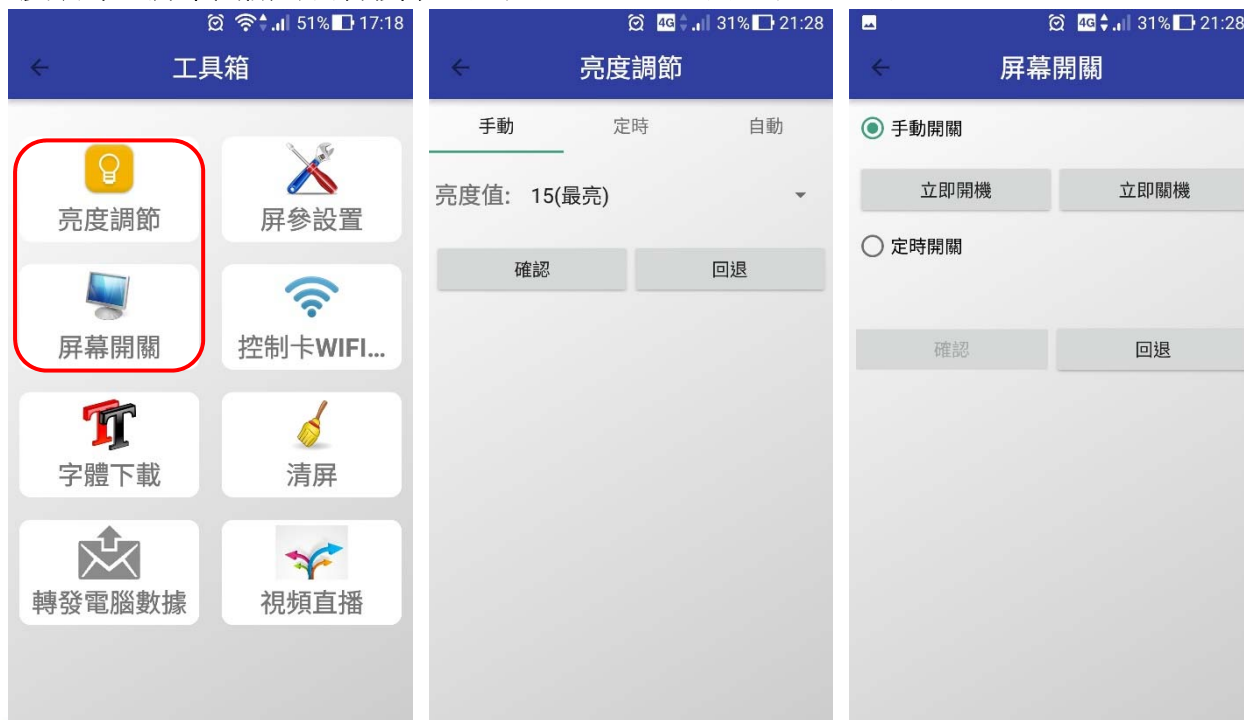 51% 17:18
工具箱
亮度調節
屏參設置
屏幕開關
控制卡WIFI...
字體下載
清屏
轉發電腦數據
視頻直播
4G 31% 21:28
亮度調節
手動 定時 自動
亮度值: 15(最亮)
確認 回退
4G 31% 21:28
屏幕開關
手動開關
立即開機 立即關機
定時開關
確認 回退